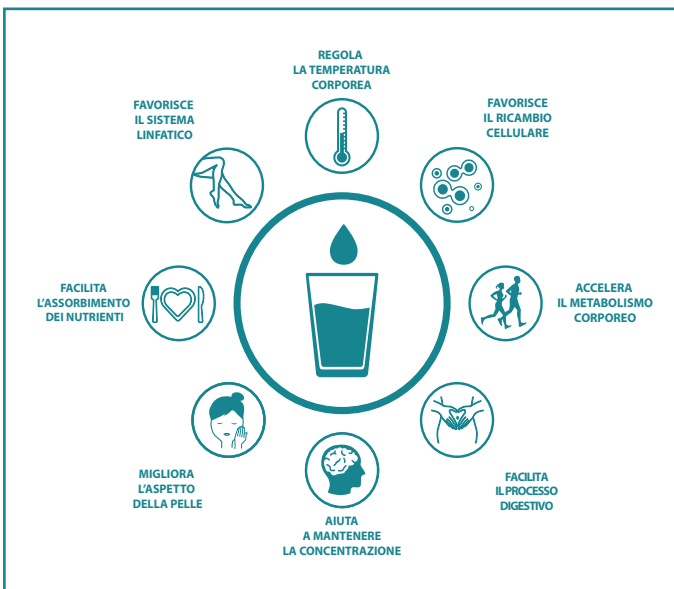 REGOLA
LA TEMPERATURA
CORPOREA
FAVORISCE
IL RICAMBIO
CELLULARE
ACCELERA
IL METABOLISMO
CORPOREO
FACILITA
IL PROCESSO
DIGESTIVO
AIUTA
A MANTENERE
LA CONCENTRAZIONE
MIGLIORA
L'ASPETTO
DELLA PELLE
FACILITA
L'ASSORBIMENTO
DEI NUTRIENTI
FAVORISCE
IL SISTEMA
LINFATICO